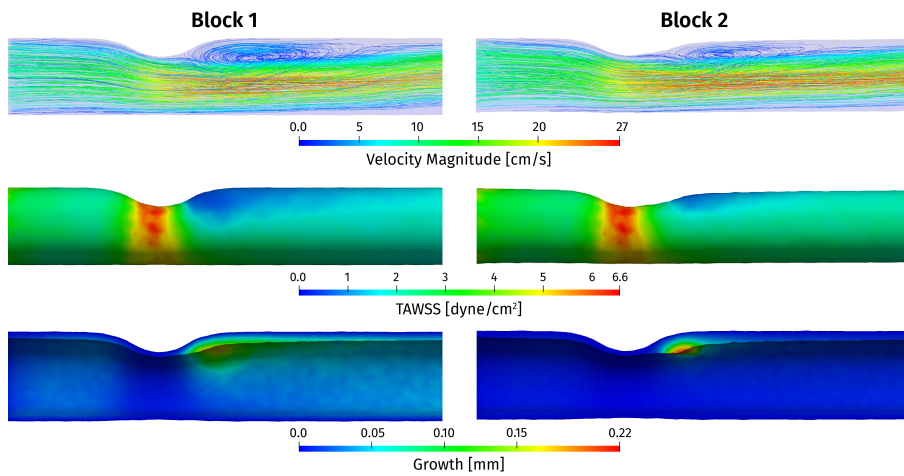 Block 1 Block 2
0.0 5 10 15 20 27
Velocity Magnitude [cm/s]
0.0 1 2 3 4 5 6 6.6
TAWSS [dyne/cm²]
0.0 0.05 0.10 0.15 0.22
Growth [mm]